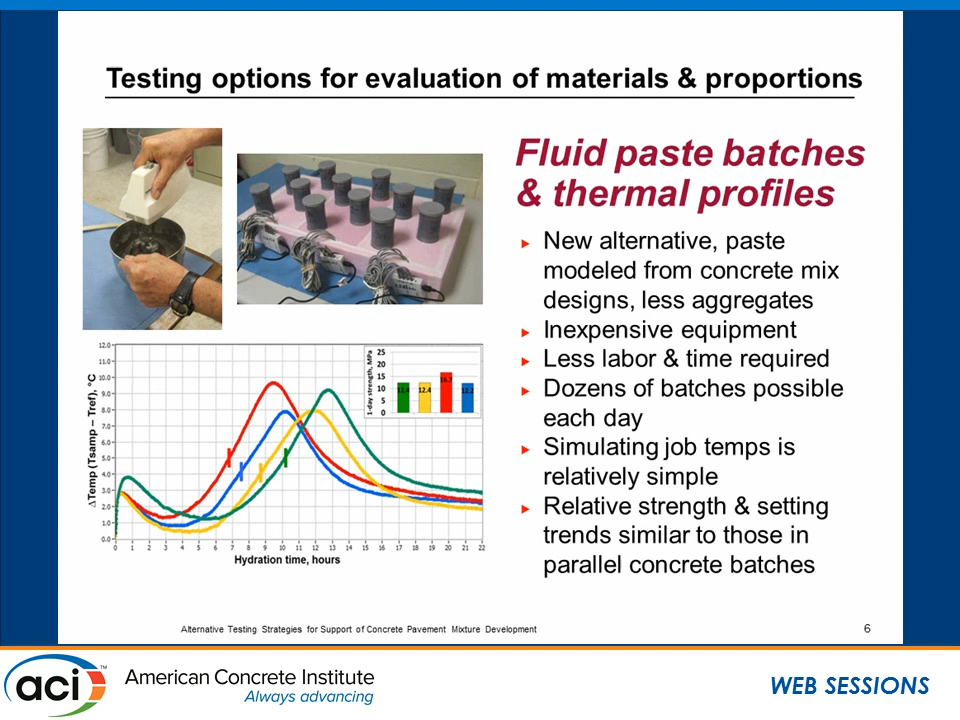 Testing options for evaluation of materials & proportions
Fluid paste batches
& thermal profiles
New alternative, paste
modeled from concrete mix
designs, less aggregates
Inexpensive equipment
Less labor & time required
Dozens of batches possible
each day
Simulating job temps is
relatively simple
Relative strength & setting
trends similar to those in
parallel concrete batches
ΔTemp (Tsamp – Tref), °C
12.0
11.0
10.0
9.0
8.0
7.0
6.0
5.0
4.0
3.0
2.0
1.0
0.0
0 1 2 3 4 5 6 7 8 9 10 11 12 13 14 15 16 17 18 19 20 21 22
Hydration time, hours
1-day strength, MPa
25
20
15
10
5
0
12.4 16.7 12.2
Alternative Testing Strategies for Support of Concrete Pavement Mixture Development
6
aci™
American Concrete Institute
Always advancing
WEB SESSIONS